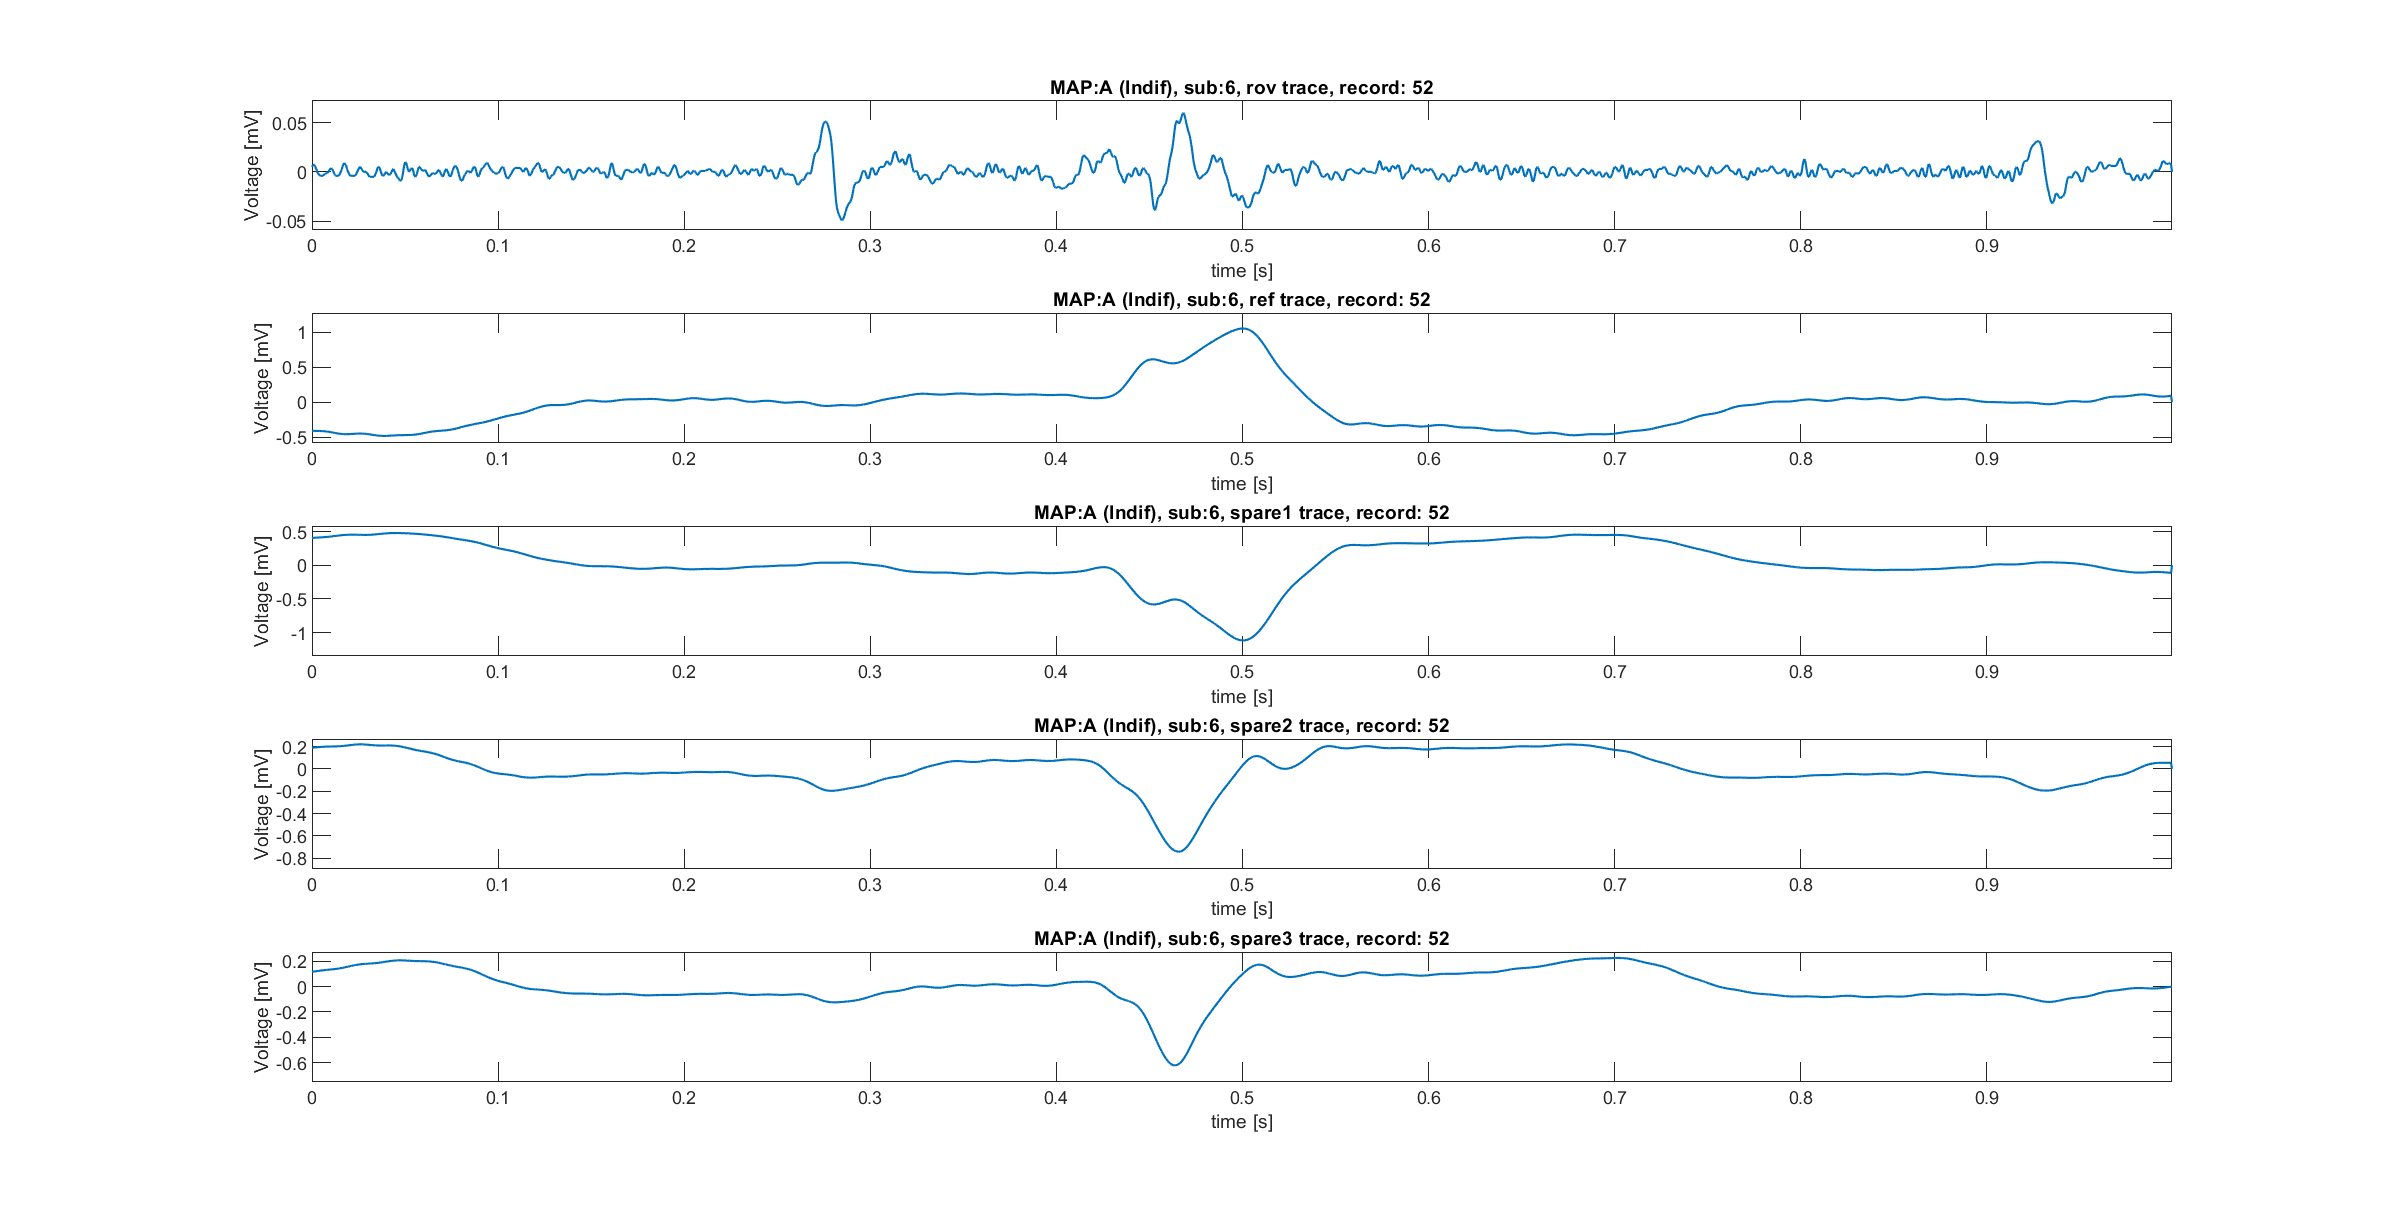 MAP:A (Indif), sub:6, rov trace, record: 52
Voltage [mV]
0.05
0
-0.05
0 0.1 0.2 0.3 0.4 0.5 0.6 0.7 0.8 0.9
time [s]
MAP:A (Indif), sub:6, ref trace, record: 52
Voltage [mV]
1
0.5
0
-0.5
0 0.1 0.2 0.3 0.4 0.5 0.6 0.7 0.8 0.9
time [s]
MAP:A (Indif), sub:6, spare1 trace, record: 52
Voltage [mV]
0.5
0
-0.5
-1
0 0.1 0.2 0.3 0.4 0.5 0.6 0.7 0.8 0.9
time [s]
MAP:A (Indif), sub:6, spare2 trace, record: 52
Voltage [mV]
0.2
0
-0.2
-0.4
-0.6
-0.8
0 0.1 0.2 0.3 0.4 0.5 0.6 0.7 0.8 0.9
time [s]
MAP:A (Indif), sub:6, spare3 trace, record: 52
Voltage [mV]
0.2
0
-0.2
-0.4
-0.6
0 0.1 0.2 0.3 0.4 0.5 0.6 0.7 0.8 0.9
time [s]